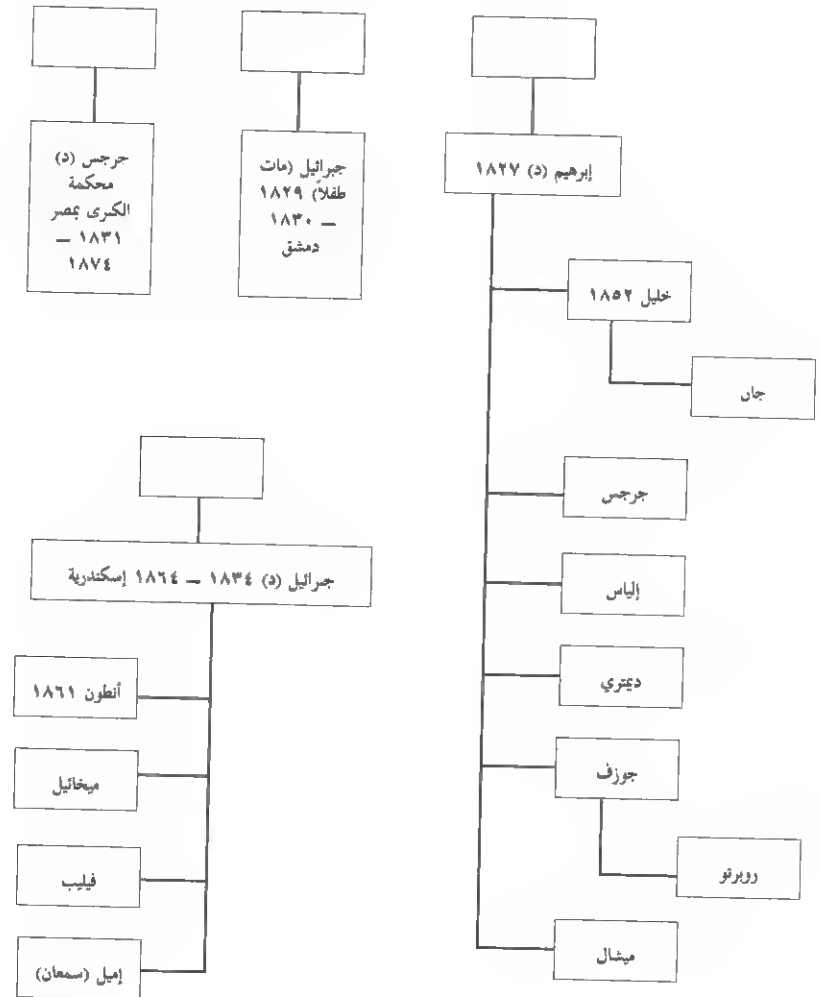 إبرهيم (د) ١٨٢٧
خليل ١٨٥٢
جان
جرجس
إلياس
ديمتري
جوزف
روبرتو
ميشال
جبرائيل (مات
طفلاً) ١٨٢٩
— ١٨٣٠
دمشق
جرجس (د)
محكمة
الكبرى بمصر
١٨٣١ —
١٨٧٤
جبرائيل (د) ١٨٣٤ — ١٨٦٤ إسكندرية
أنطون ١٨٦١
ميخائيل
فيليب
إميل (سمعان)